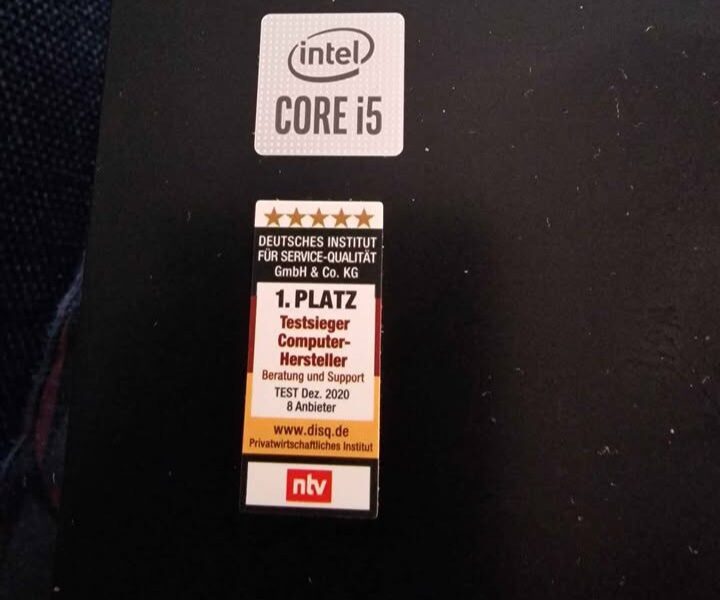 intel
CORE i5
DEUTSCHES INSTITUT
FÜR SERVICE-QUALITÄT
GmbH & Co. KG
1. PLATZ
Testsieger
Computer-
Hersteller
Beratung und Support
TEST Dez. 2020
8 Anbieter
www.disq.de
Privatwirtschaftliches Institut
ntv